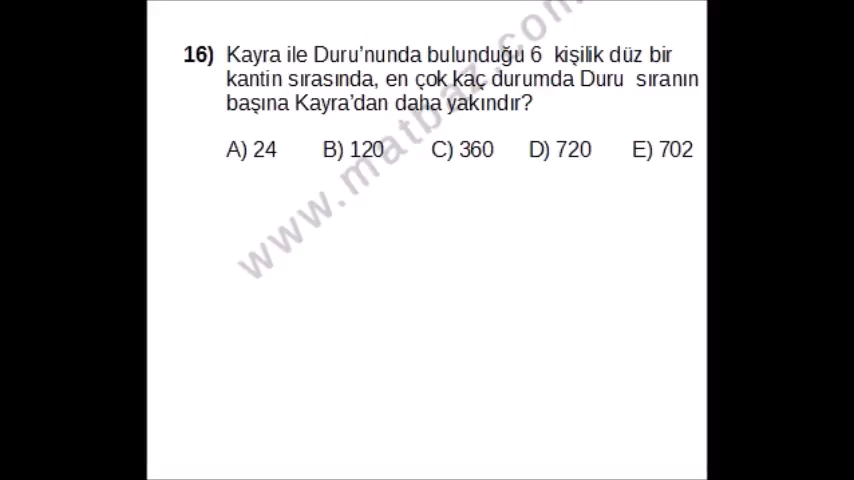 16) Kayra ile Duru'nunda bulunduğu 6 kişilik düz bir
kantin sırasında, en çok kaç durumda Duru sıranın
başına Kayra'dan daha yakındır?
A) 24 B) 120 C) 360 D) 720 E) 702
www.matbaz.com